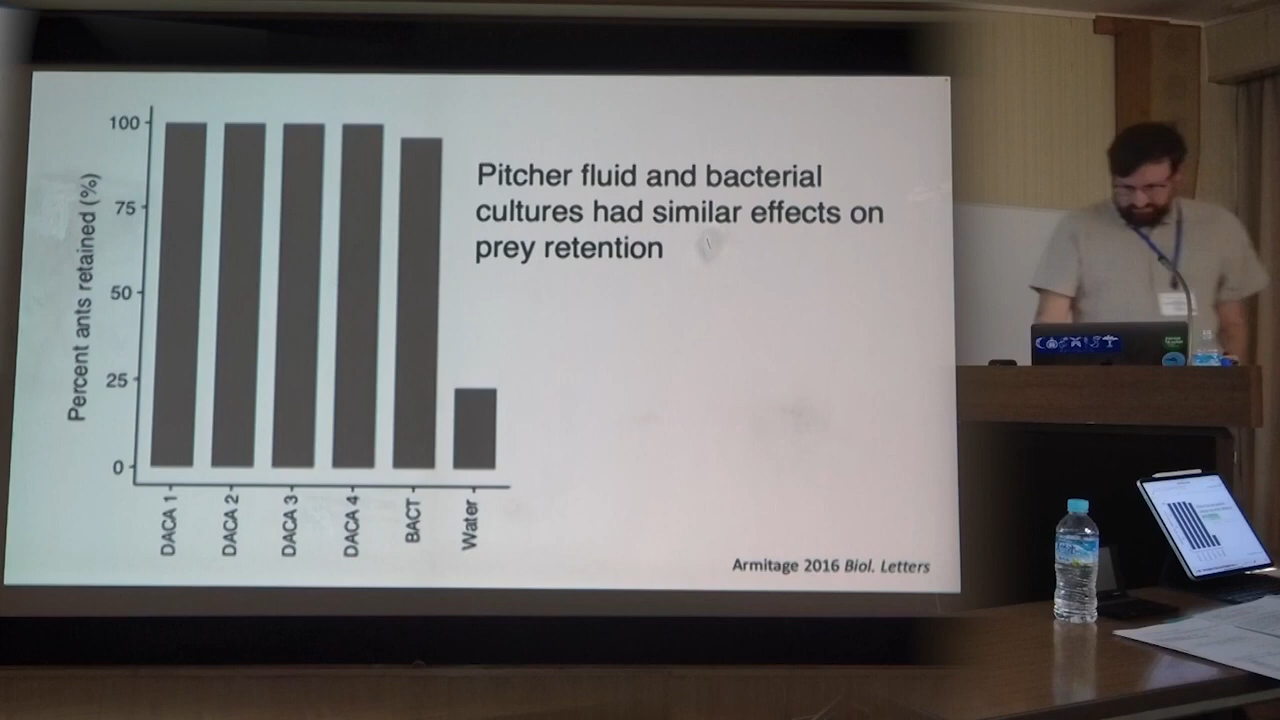 100
75
50
25
0
Percent ants retained (%)
DACA 1
DACA 2
DACA 3
DACA 4
BACT
Water
Pitcher fluid and bacterial
cultures had similar effects on
prey retention
Armitage 2016 Biol. Letters